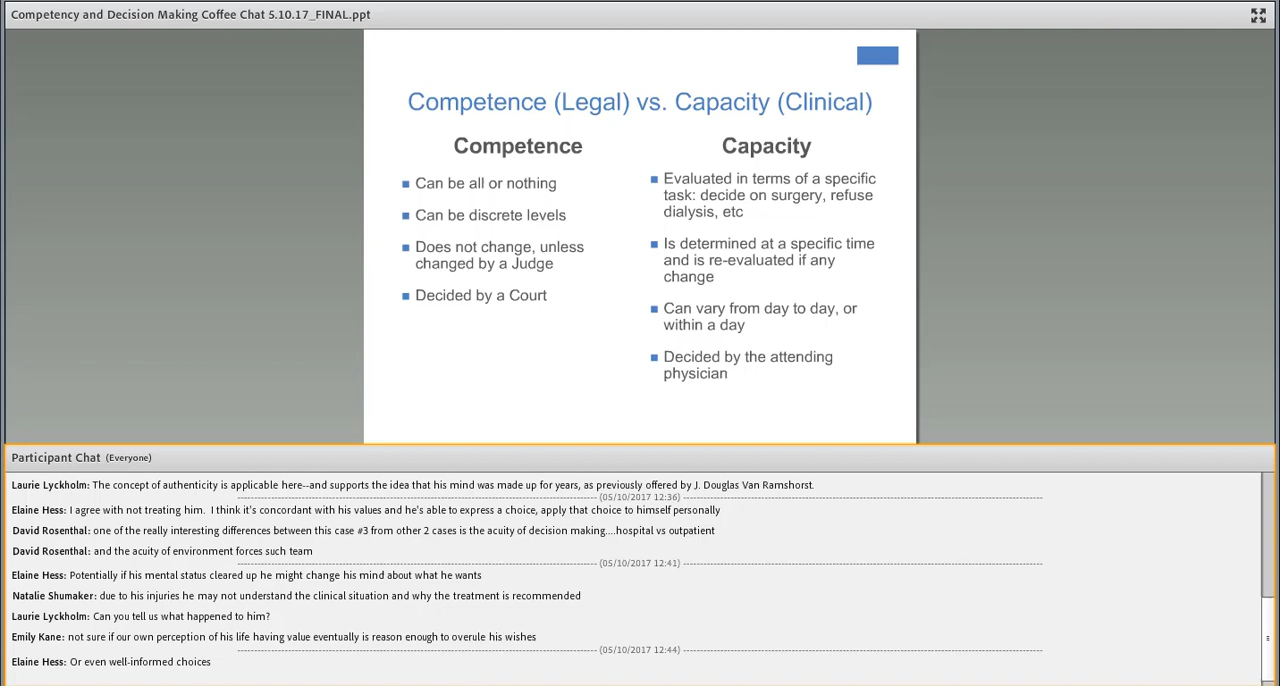 Competency and Decision Making Coffee Chat 5.10.17_FINAL.ppt
Competence (Legal) vs. Capacity (Clinical)
Competence
Can be all or nothing
Can be discrete levels
Does not change, unless
changed by a Judge
Decided by a Court
Capacity
Evaluated in terms of a specific
task: decide on surgery, refuse
dialysis, etc
Is determined at a specific time
and is re-evaluated if any
change
Can vary from day to day, or
within a day
Decided by the attending
physician
Participant Chat (Everyone)
Laurie Lyckholm: The concept of authenticity is applicable here--and supports the idea that his mind was made up for years, as previously offered by J. Douglas Van Ramshorst.
(05/10/2017 12:36)
Elaine Hess: I agree with not treating him. I think it's concordant with his values and he's able to express a choice, apply that choice to himself personally
David Rosenthal: one of the really interesting differences between this case #3 from other 2 cases is the acuity of decision making....hospital vs outpatient
David Rosenthal: and the acuity of environment forces such team
(05/10/2017 12:41)
Elaine Hess: Potentially if his mental status cleared up he might change his mind about what he wants
Natalie Shumaker: due to his injuries he may not understand the clinical situation and why the treatment is recommended
Laurie Lyckholm: Can you tell us what happened to him?
Emily Kane: not sure if our own perception of his life having value eventually is reason enough to overule his wishes
(05/10/2017 12:44)
Elaine Hess: Or even well-informed choices